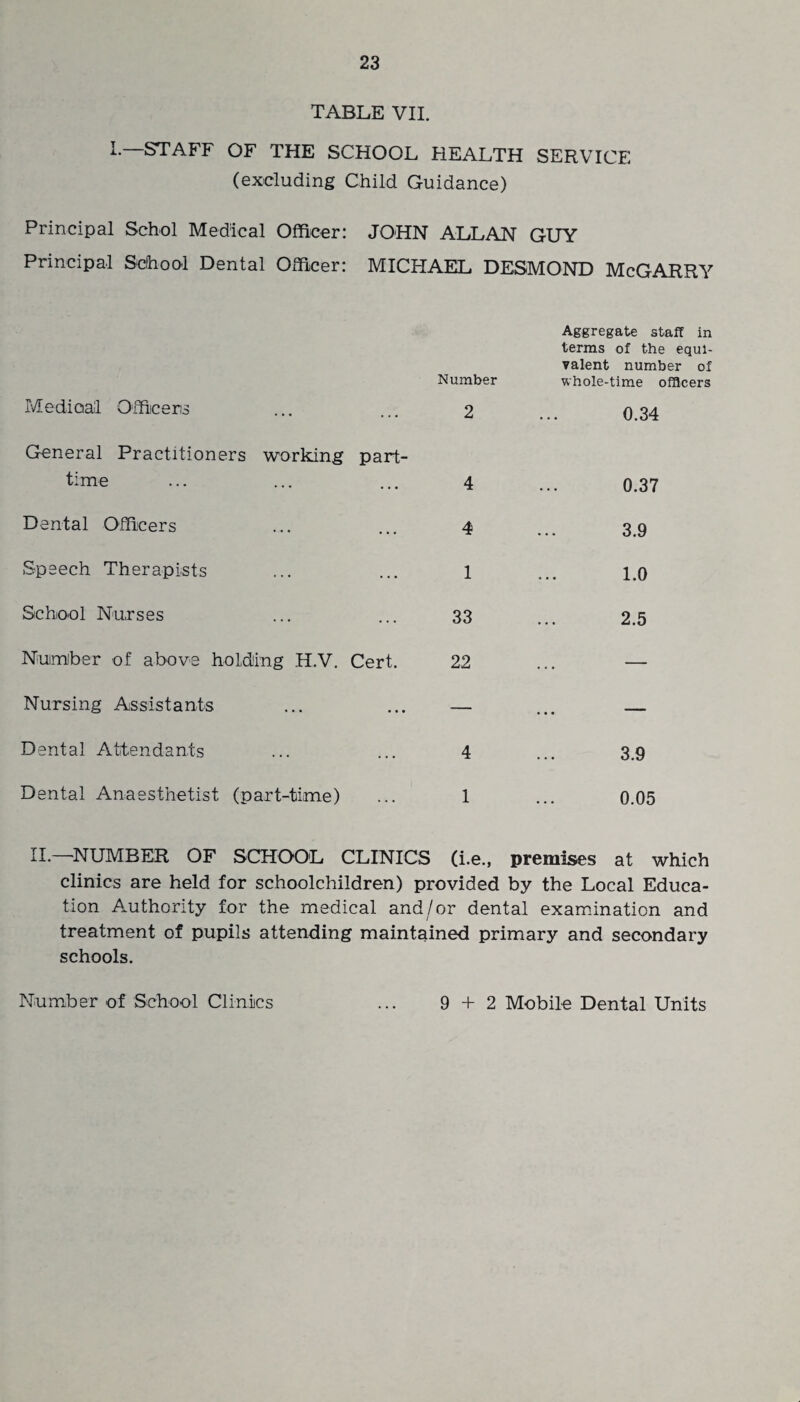 23
TABLE VII.
I.—STAFF OF THE SCHOOL HEALTH SERVICE
(excluding Child Guidance)
Principal Schol Medical Officer: JOHN ALLAN GUY
Principal School Dental Officer: MICHAEL DESMOND McGARRY
Aggregate staff in
terms of the equi-
valent number of
Number whole-time officers
Medical Officers ... ... 2 ... 0.34
General Practitioners working part-
time ... ... ... 4 ... 0.37
Dental Officers ... ... 4 ... 3.9
Speech Therapists ... ... 1 ... 1.0
School Nurses ... ... 33 ... 2.5
Number of above holding H.V. Cert. 22 ... —
Nursing Assistants ... ... — ... —
Dental Attendants ... ... 4 ... 3.9
Dental Anaesthetist (part-time) ... 1 ... 0.05
II.—NUMBER OF SCHOOL CLINICS (i.e., premises at which
clinics are held for schoolchildren) provided by the Local Educa-
tion Authority for the medical and/or dental examination and
treatment of pupils attending maintained primary and secondary
schools.
Number of School Clinics ... 9 + 2 Mobile Dental Units